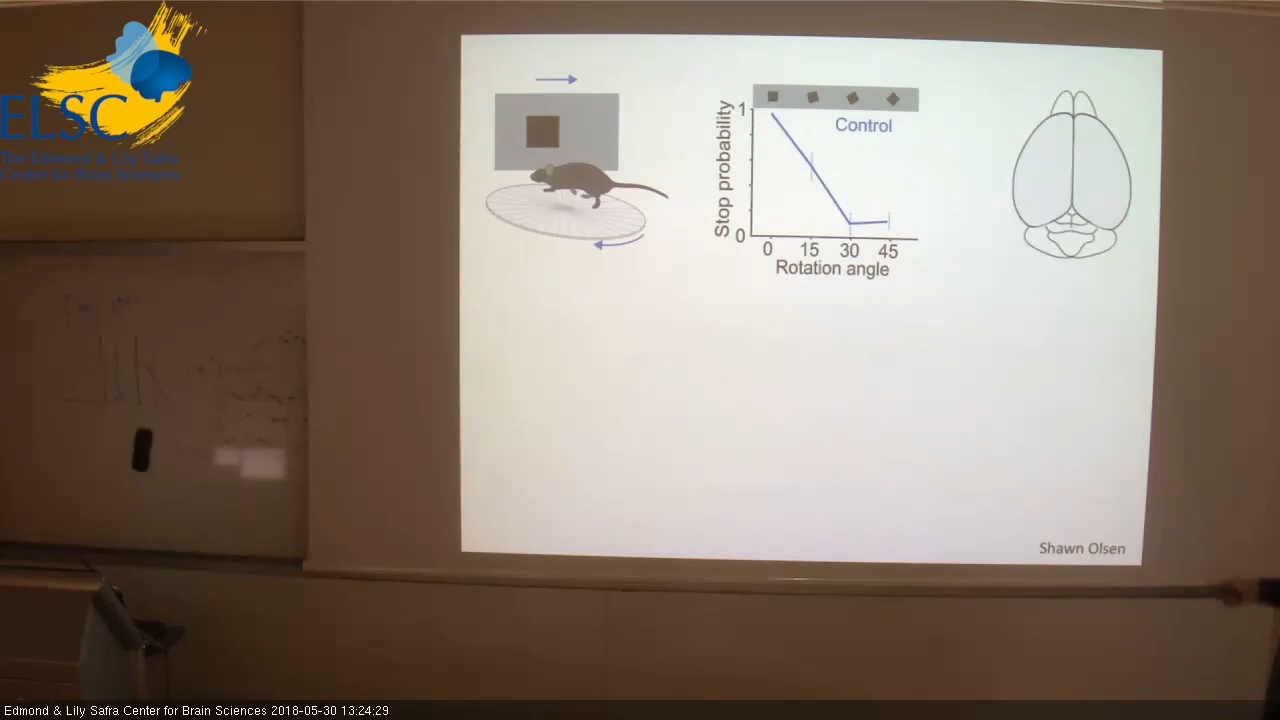 ELSC
The Edmond & Lily Safra
Center for Brain Sciences
Stop probability
1
0
Control
0 15 30 45
Rotation angle
Shawn Olsen
Edmond & Lily Safra Center for Brain Sciences 2018-05-30 13:24:29